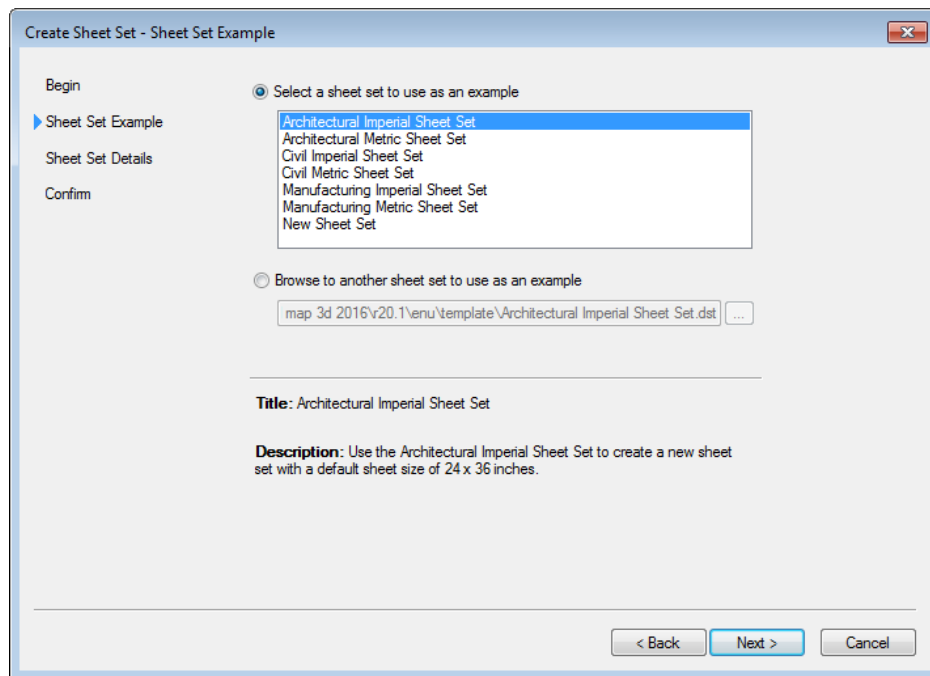 Create Sheet Set - Sheet Set Example
Begin
Sheet Set Example
Sheet Set Details
Confirm
Select a sheet set to use as an example
Architectural Imperial Sheet Set
Architectural Metric Sheet Set
Civil Imperial Sheet Set
Civil Metric Sheet Set
Manufacturing Imperial Sheet Set
Manufacturing Metric Sheet Set
New Sheet Set
Browse to another sheet set to use as an example
map 3d 2016\r20.1\enu\template\Architectural Imperial Sheet Set.dst
...
Title: Architectural Imperial Sheet Set
Description: Use the Architectural Imperial Sheet Set to create a new sheet
set with a default sheet size of 24 x 36 inches.
< Back
Next >
Cancel